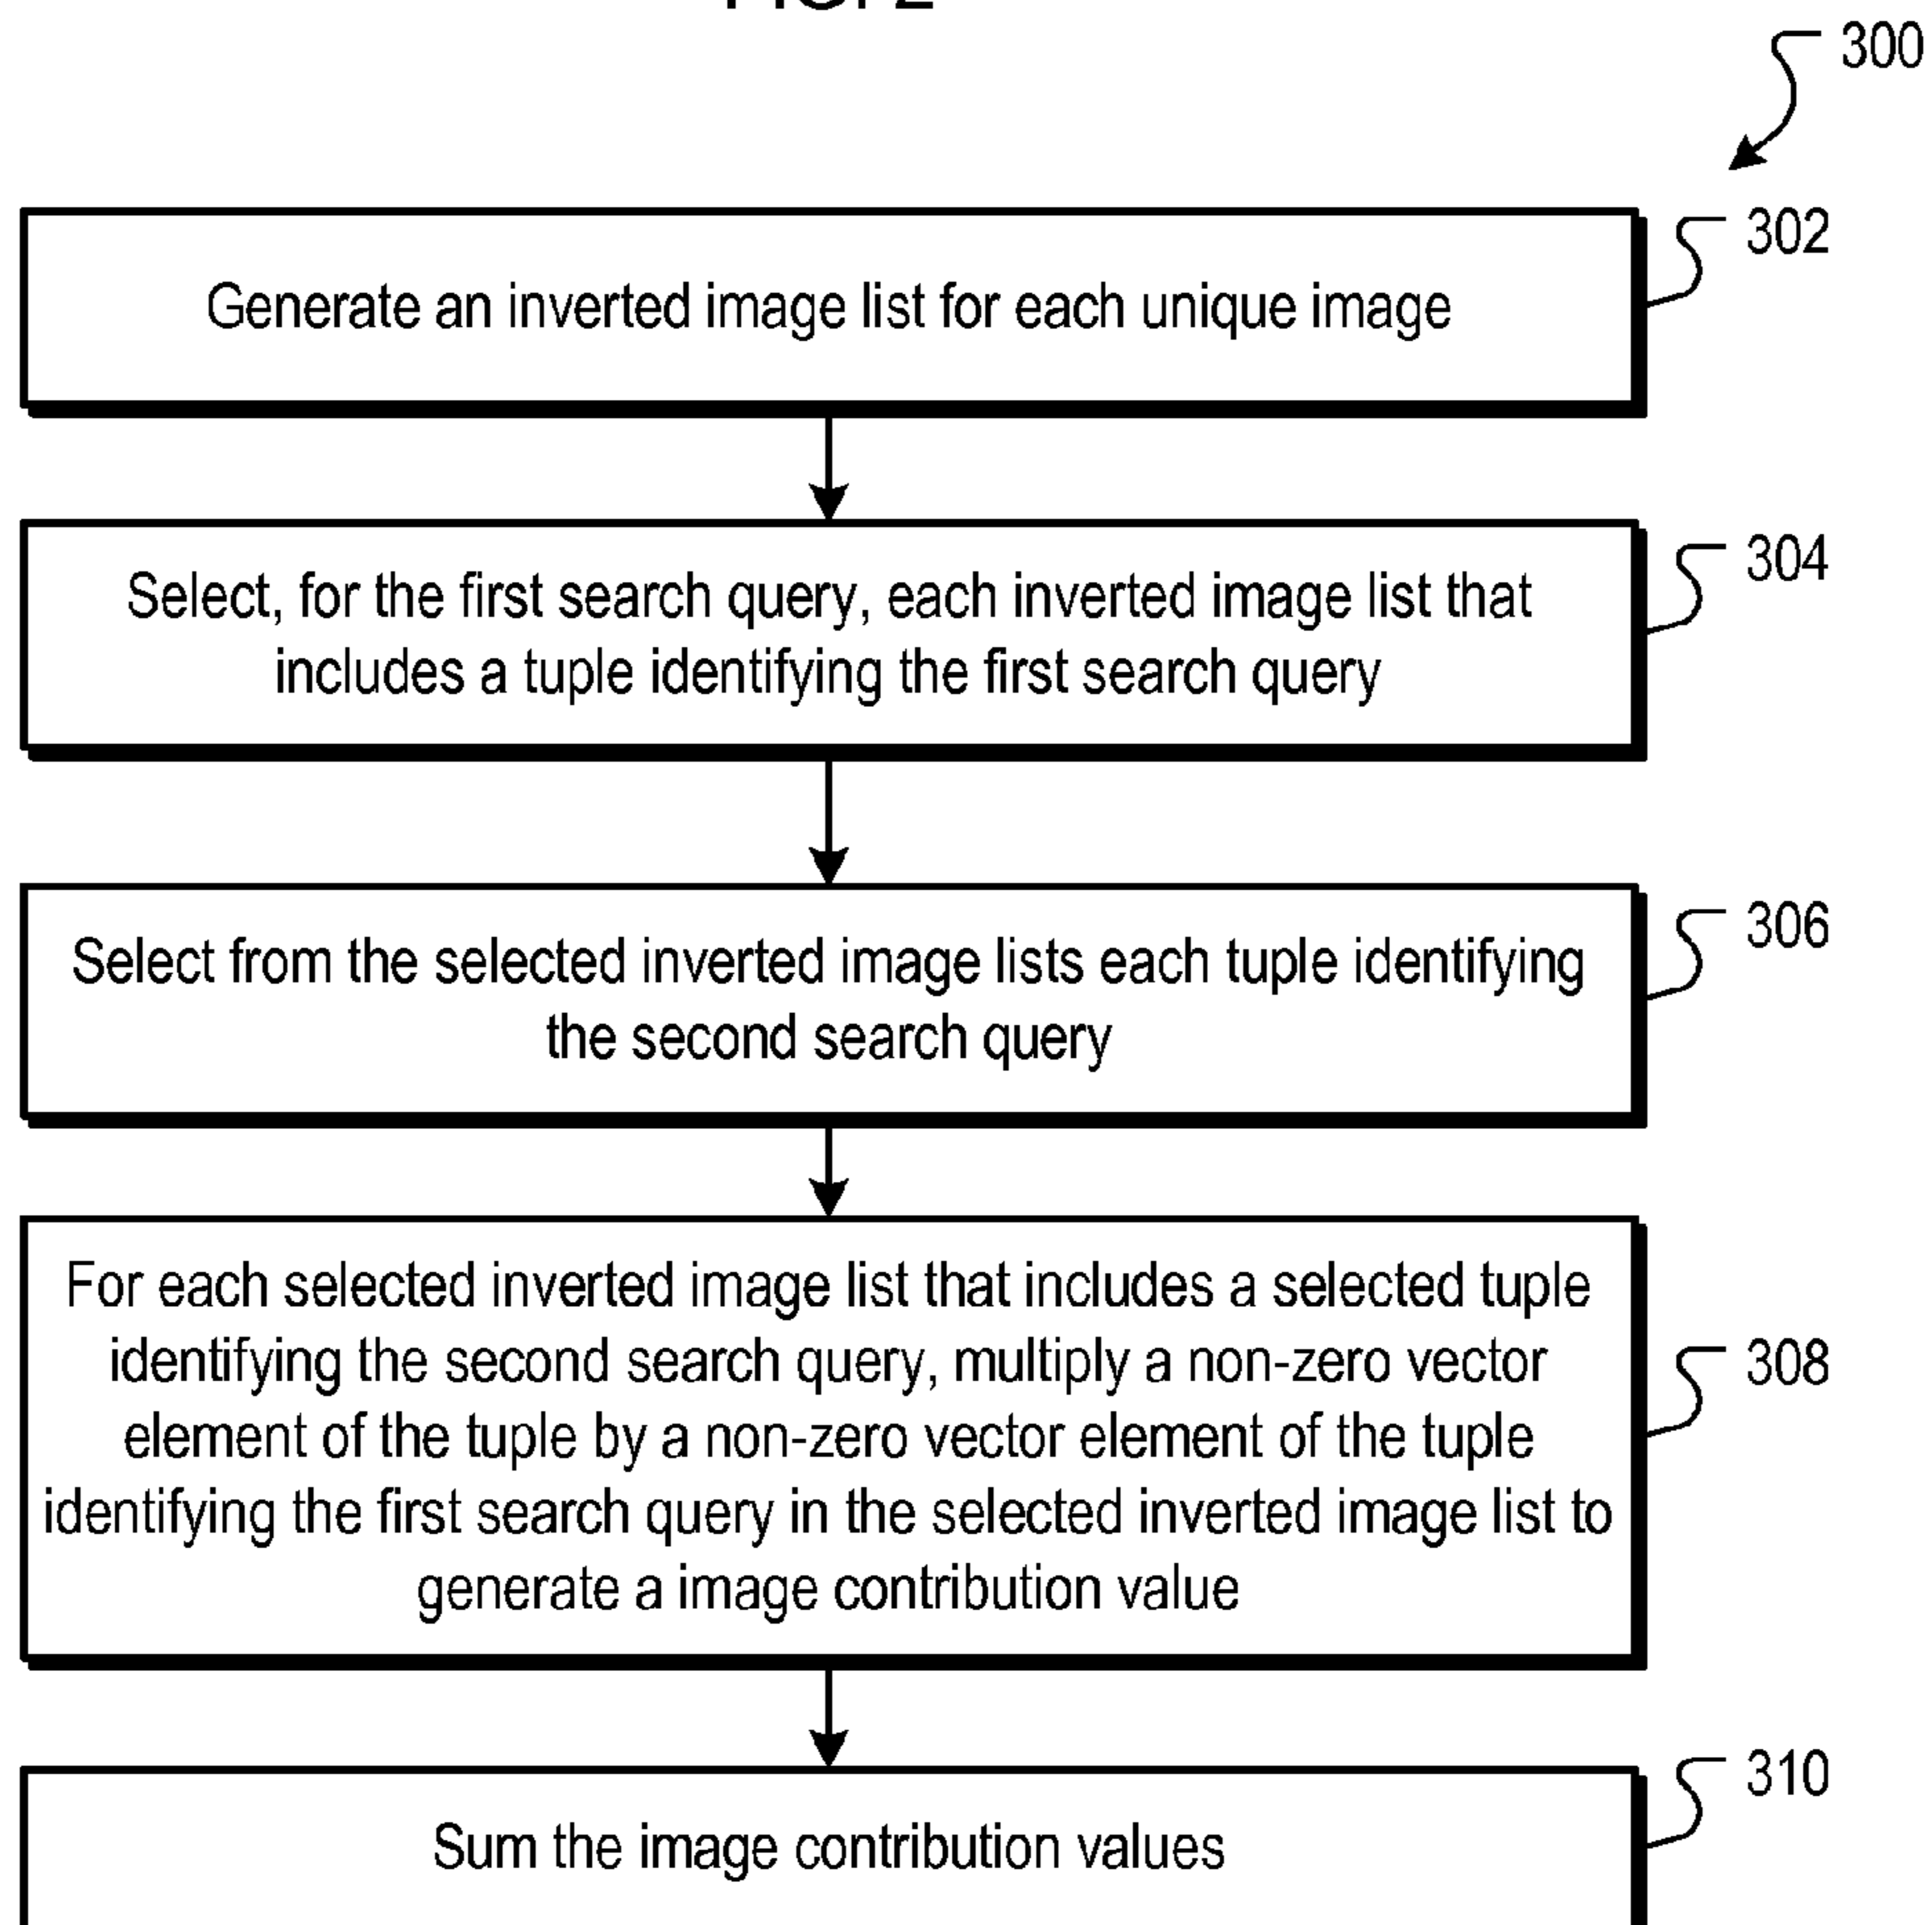 300
302
Generate an inverted image list for each unique image
304
Select, for the first search query, each inverted image list that
includes a tuple identifying the first search query
306
Select from the selected inverted image lists each tuple identifying
the second search query
For each selected inverted image list that includes a selected tuple
identifying the second search query, multiply a non-zero vector
308
element of the tuple by a non-zero vector element of the tuple
identifying the first search query in the selected inverted image list to
generate a image contribution value
310
Sum the image contribution values